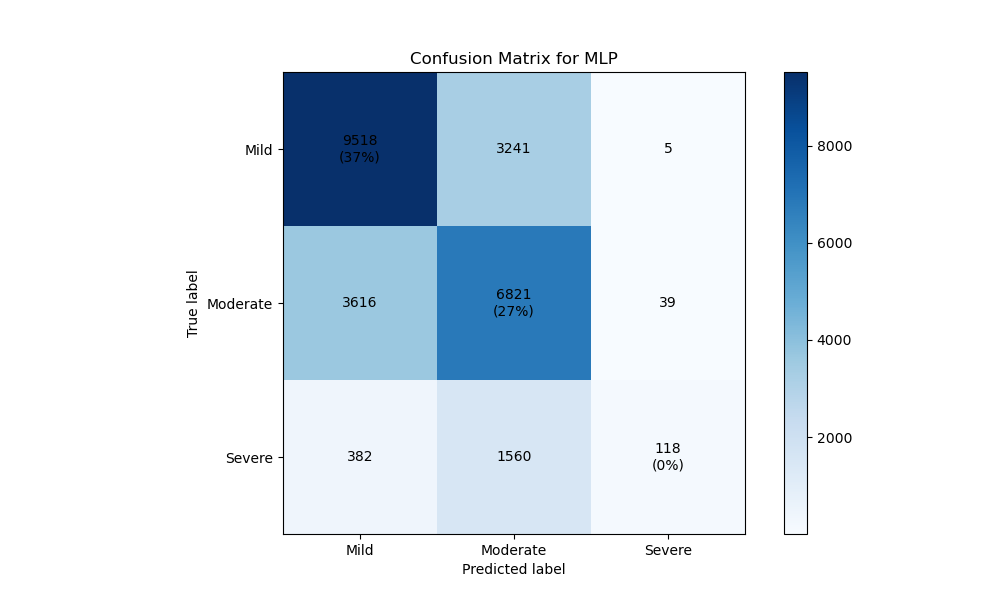 Confusion Matrix for MLP
True label
Mild
9518
(37%)
3241
5
Moderate
3616
6821
(27%)
39
Severe
382
1560
118
(0%)
Mild
Moderate
Severe
Predicted label
8000
6000
4000
2000